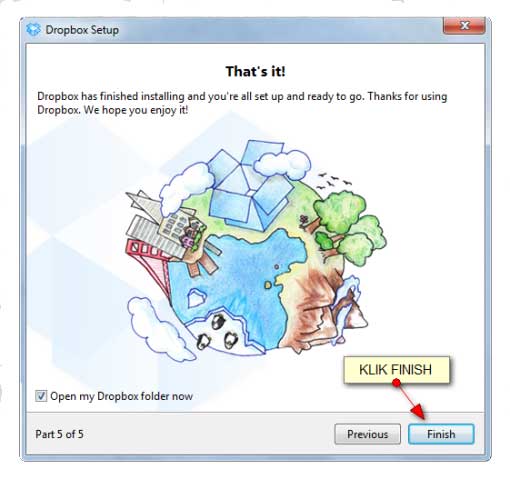 Dropbox Setup
That's it!
Dropbox has finished installing and you're all set up and ready to go. Thanks for using
Dropbox. We hope you enjoy it!
KLIK FINISH
Open my Dropbox folder now
Part 5 of 5
Previous
Finish